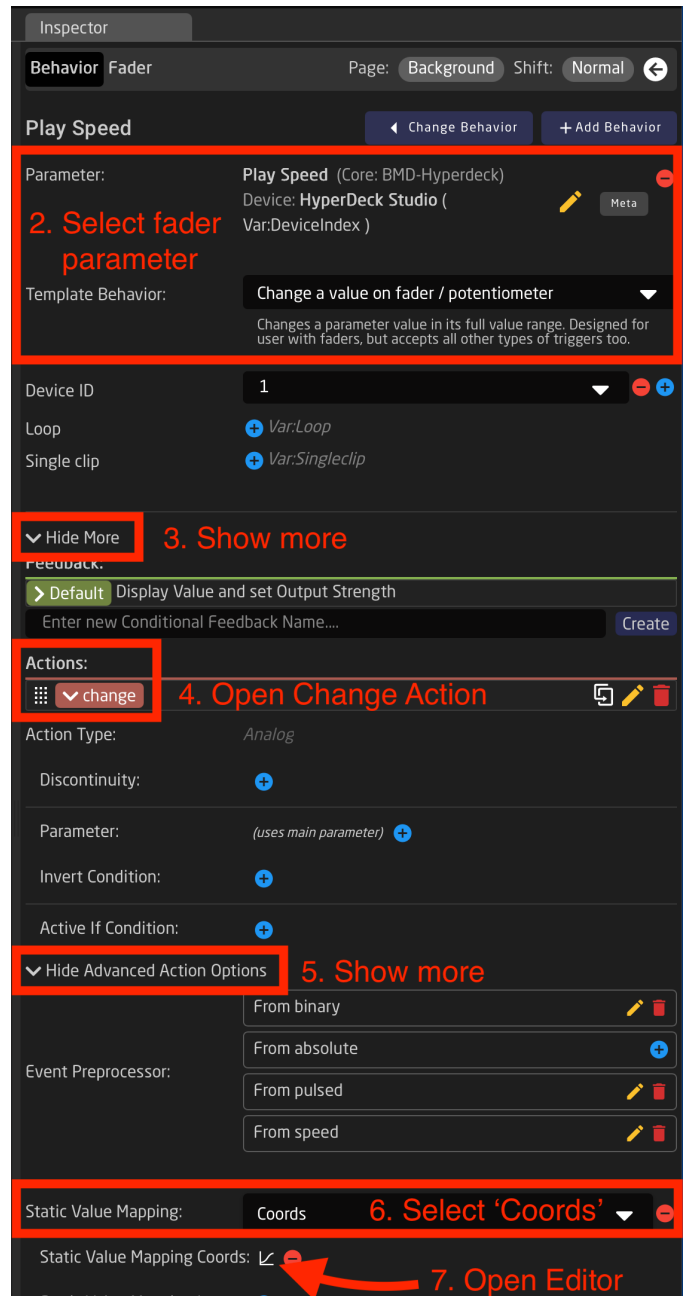 Inspector
Behavior Fader Page: Background Shift: Normal
Play Speed Change Behavior + Add Behavior
Parameter: Play Speed (Core: BMD-Hyperdeck)
Device: HyperDeck Studio (
Var:DeviceIndex )
Meta
2. Select fader
parameter
Template Behavior: Change a value on fader / potentiometer
Changes a parameter value in its full value range. Designed for
user with faders, but accepts all other types of triggers too.
Device ID 1
Loop Var:Loop
Single clip Var:Singleclip
Hide More 3. Show more
Feedback:
Default Display Value and set Output Strength
Enter new Conditional Feedback Name.... Create
Actions:
change 4. Open Change Action
Action Type: Analog
Discontinuity:
Parameter: (uses main parameter)
Invert Condition:
Active If Condition:
Hide Advanced Action Options 5. Show more
From binary
From absolute
Event Preprocessor:
From pulsed
From speed
Static Value Mapping: Coords 6. Select ‘Coords’
Static Value Mapping Coords:
7. Open Editor